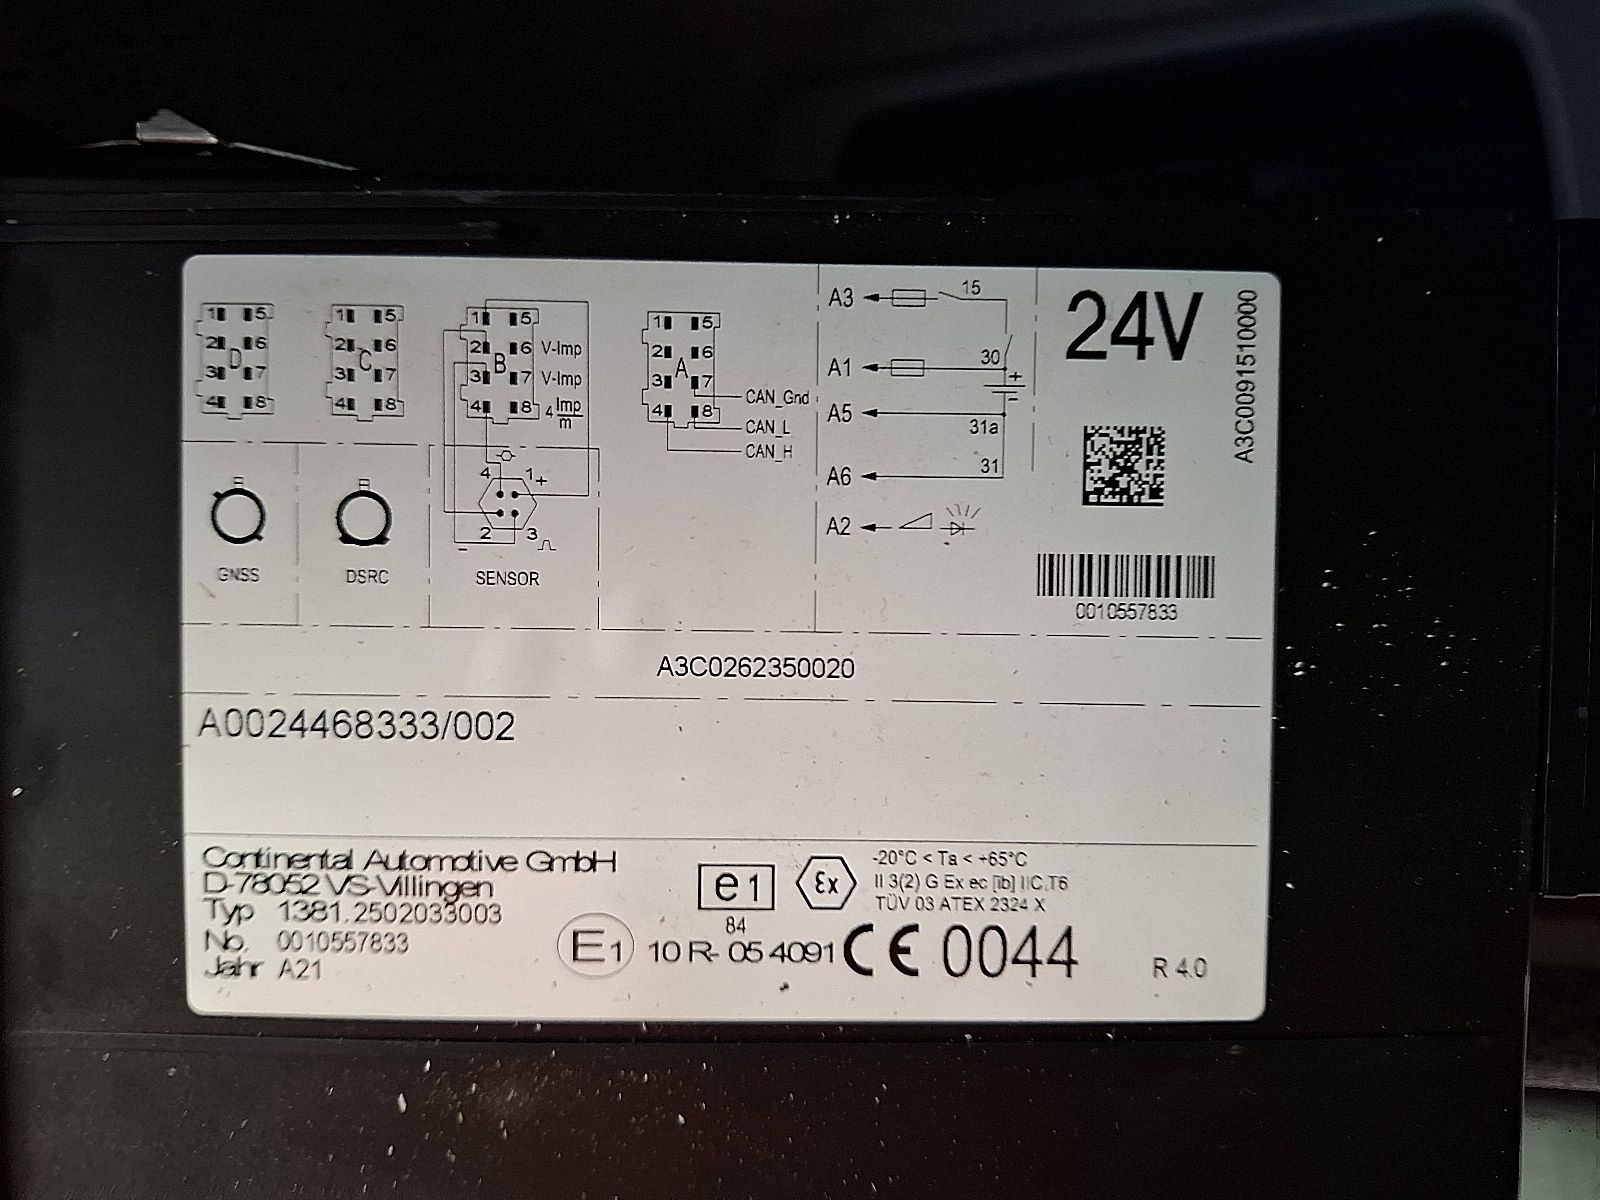 1 5
2 6
D
3 7
4 8
1 5
2 6
C
3 7
4 8
1 5
2 6 V-Imp
B
3 7 V-Imp
4 8 4 Imp/m
1 5
2 6
A
3 7
4 8
CAN_Gnd
CAN_L
CAN_H
A3 15
A1 30
+
-
A5 31a
A6 31
A2
24V
A3C0091510000
0010557833
GNSS
DSRC
4 1 +
2 3
-
SENSOR
A3C0262350020
A0024468333/002
Continental Automotive GmbH
D-78052 VS-Villingen
Typ 1381.2502033003
No. 0010557833
Jahr A21
e1
84
Ex
-20°C < Ta < +65°C
II 3(2) G Ex ec [ib] IIC T6
TÜV 03 ATEX 2324 X
E1 10 R- 05 4091 CE 0044
R 4.0